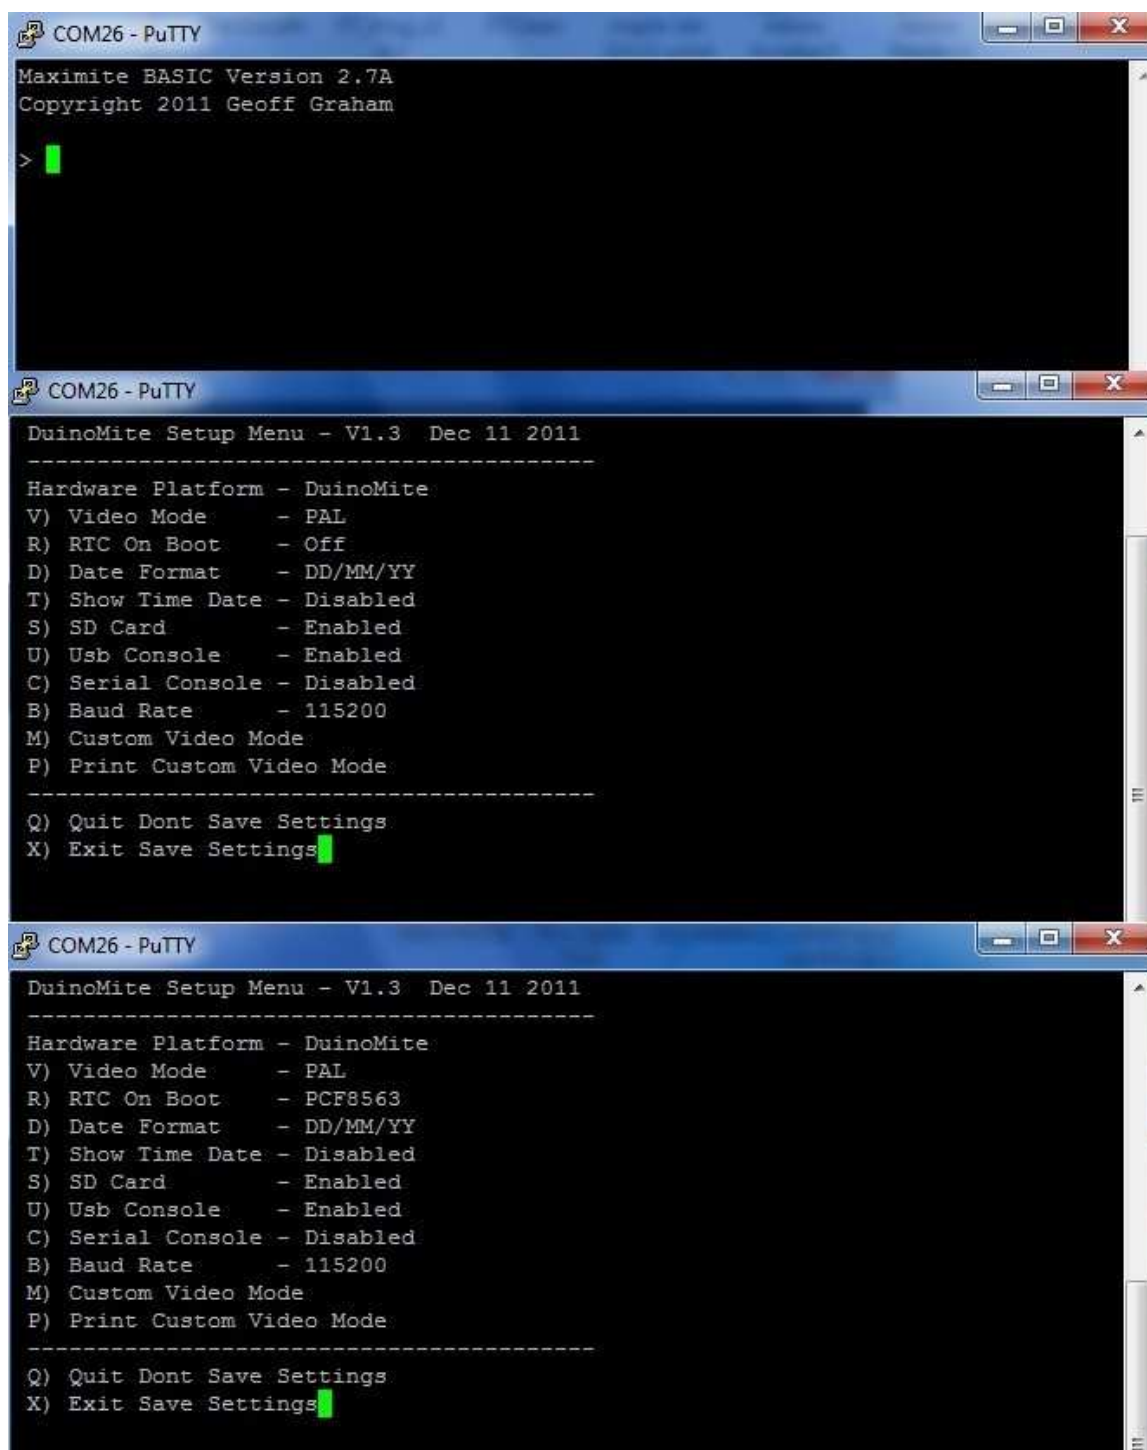 COM26 - PuTTY
Maximite BASIC Version 2.7A
Copyright 2011 Geoff Graham
>
COM26 - PuTTY
DuinoMite Setup Menu - V1.3  Dec 11 2011
-----------------------------------------
Hardware Platform - DuinoMite
V) Video Mode     - PAL
R) RTC On Boot    - Off
D) Date Format    - DD/MM/YY
T) Show Time Date - Disabled
S) SD Card        - Enabled
U) Usb Console    - Enabled
C) Serial Console - Disabled
B) Baud Rate      - 115200
M) Custom Video Mode
P) Print Custom Video Mode
-----------------------------------------
Q) Quit Dont Save Settings
X) Exit Save Settings
COM26 - PuTTY
DuinoMite Setup Menu - V1.3  Dec 11 2011
-----------------------------------------
Hardware Platform - DuinoMite
V) Video Mode     - PAL
R) RTC On Boot    - PCF8563
D) Date Format    - DD/MM/YY
T) Show Time Date - Disabled
S) SD Card        - Enabled
U) Usb Console    - Enabled
C) Serial Console - Disabled
B) Baud Rate      - 115200
M) Custom Video Mode
P) Print Custom Video Mode
-----------------------------------------
Q) Quit Dont Save Settings
X) Exit Save Settings